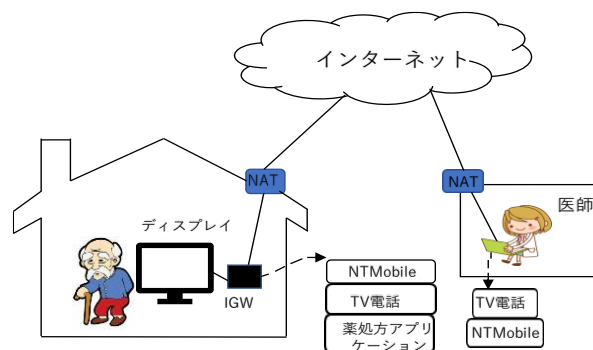 インターネット
NAT
NAT
医師
ディスプレイ
IGW
NTMobile
TV電話
薬処方アプリ
ケーション
TV電話
NTMobile